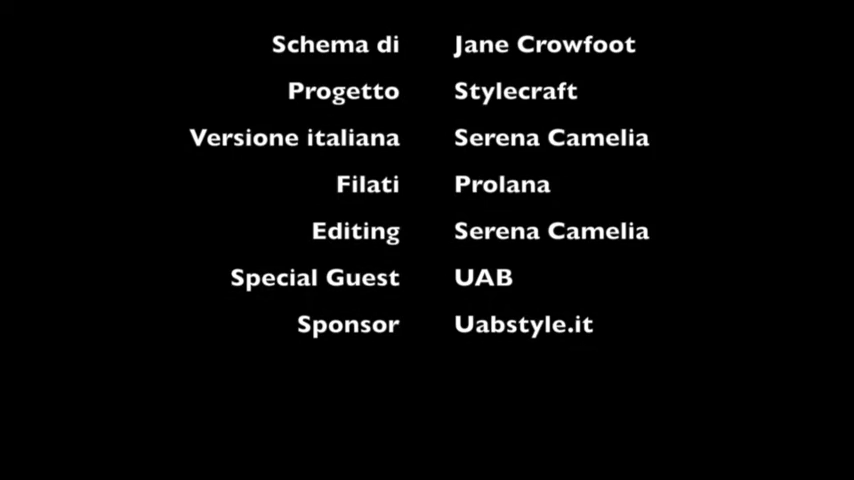 Schema di Jane Crowfoot
Progetto Stylecraft
Versione italiana Serena Camelia
Filati Prolana
Editing Serena Camelia
Special Guest UAB
Sponsor Uabstyle.it